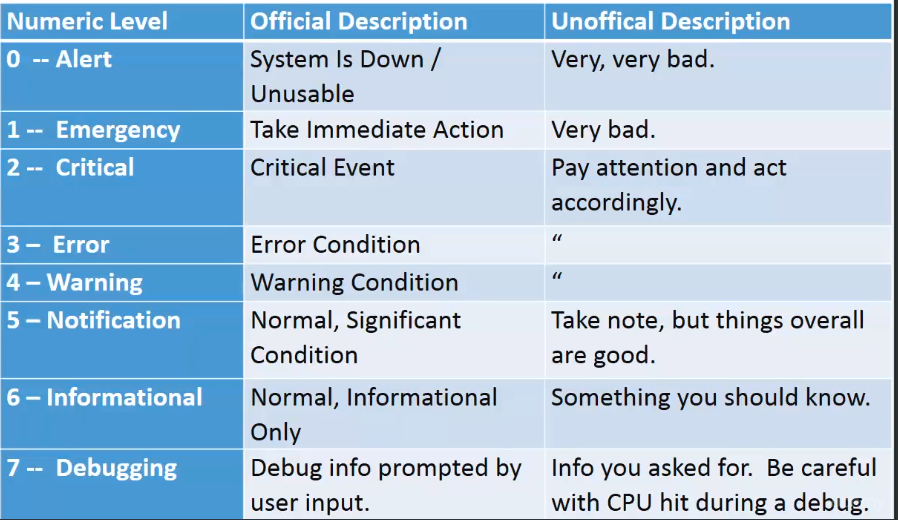 Numeric Level Official Description Unoffical Description
0 -- Alert System Is Down / Very, very bad.
Unusable
1 -- Emergency Take Immediate Action Very bad.
2 -- Critical Critical Event Pay attention and act
accordingly.
3 – Error Error Condition “
4 – Warning Warning Condition “
5 – Notification Normal, Significant Take note, but things overall
Condition are good.
6 – Informational Normal, Informational Something you should know.
Only
7 -- Debugging Debug info prompted by Info you asked for. Be careful
user input. with CPU hit during a debug.